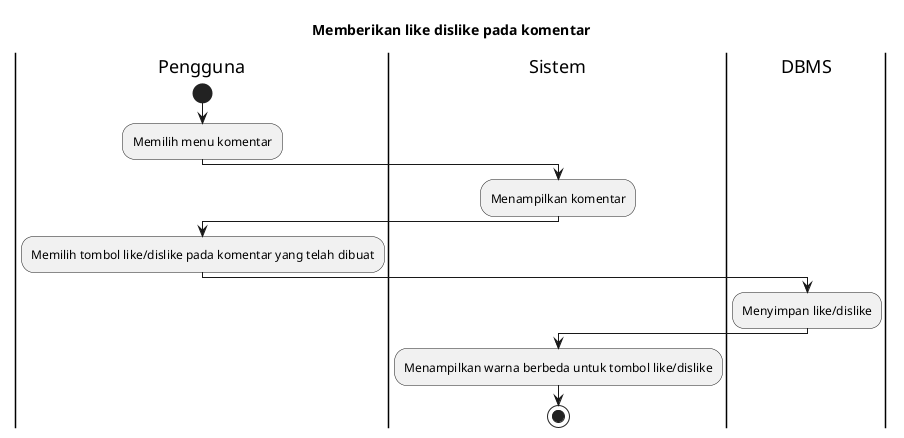 Memberikan like dislike pada komentar
Pengguna
Sistem
DBMS
Memilih menu komentar
Menampilkan komentar
Memilih tombol like/dislike pada komentar yang telah dibuat
Menyimpan like/dislike
Menampilkan warna berbeda untuk tombol like/dislike